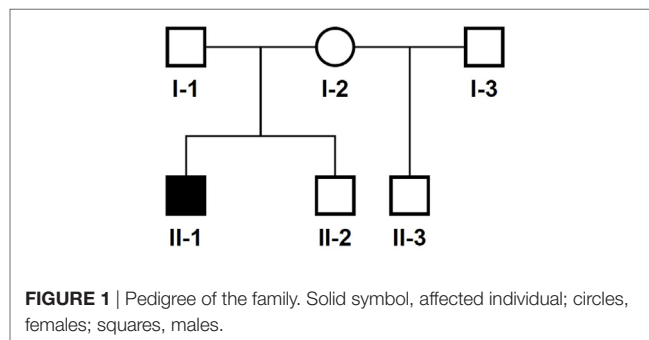 I-1 I-2 I-3
II-1 II-2 II-3
FIGURE 1 | Pedigree of the family. Solid symbol, affected individual; circles,
females; squares, males.